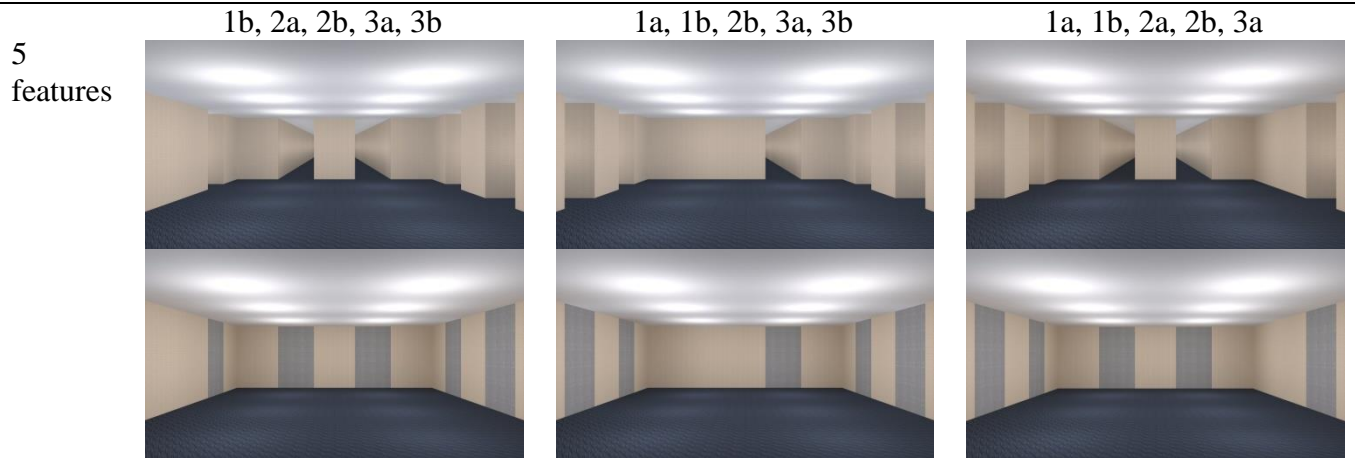 1b, 2a, 2b, 3a, 3b
1a, 1b, 2b, 3a, 3b
1a, 1b, 2a, 2b, 3a
5
features